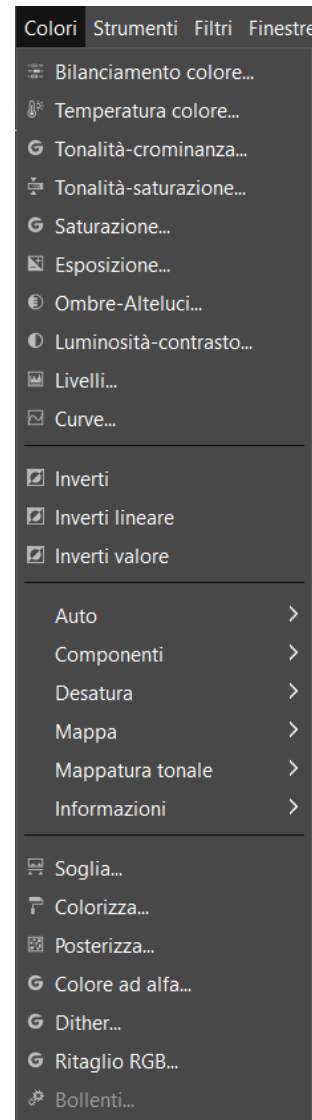 Colori Strumenti Filtri Finestre
Bilanciamento colore...
Temperatura colore...
Tonalità-crominanza...
Tonalità-saturazione...
Saturazione...
Esposizione...
Ombre-Alteluci...
Luminosità-contrasto...
Livelli...
Curve...
Inverti
Inverti lineare
Inverti valore
Auto
Componenti
Desatura
Mappa
Mappatura tonale
Informazioni
Soglia...
Colorizza...
Posterizza...
Colore ad alfa...
Dither...
Ritaglio RGB...
Bollenti...